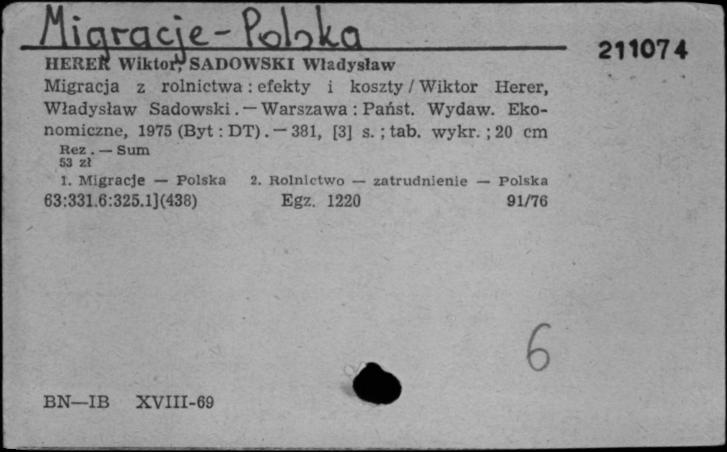 Migracje - Polska
211074
HERER Wiktor, SADOWSKI Władysław
Migracja z rolnictwa : efekty i koszty / Wiktor Herer,
Władysław Sadowski . — Warszawa : Państ. Wydaw. Eko-
nomiczne, 1975 (Byt : DT) . — 381, [3] s. ; tab. wykr. ; 20 cm
Rez . — Sum
53 zł
1. Migracje — Polska 2. Rolnictwo — zatrudnienie — Polska
63:331.6:325.1](438) Egz. 1220 91/76
6
BN—IB XVIII-69